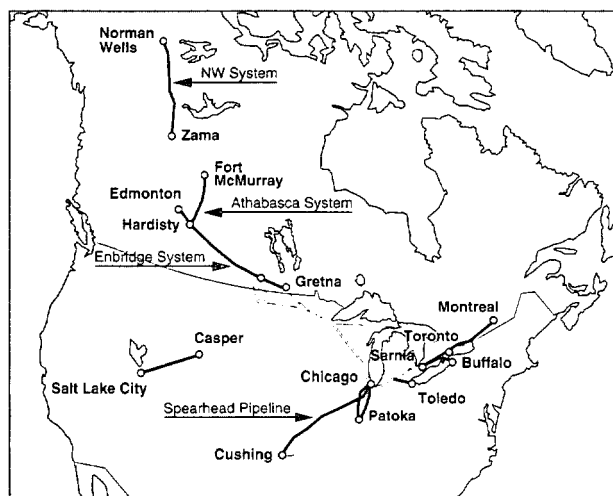 Norman
Wells
NW System
Zama
Fort
McMurray
Edmonton
Athabasca System
Hardisty
Enbridge System
Gretna
Montreal
Casper
Toronto
Sarnia
Buffalo
Salt Lake City
Chicago
Toledo
Spearhead Pipeline
Patoka
Cushing